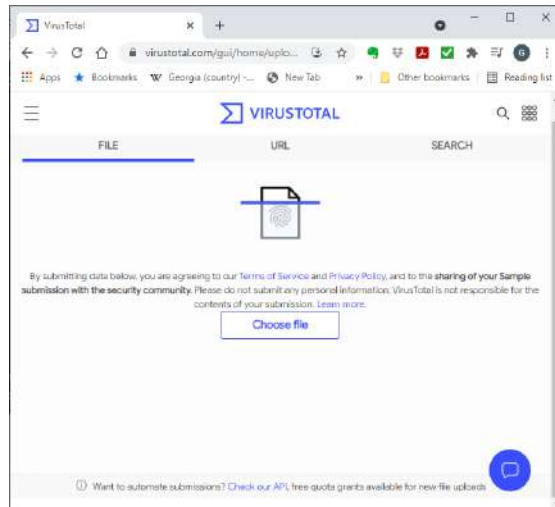 VirusTotal
virustotal.com/gui/home/uplo...
Apps Bookmarks W Georgia (country) -... New Tab » Other bookmarks Reading list
VIRUSTOTAL
FILE URL SEARCH
By submitting data below, you are agreeing to our Terms of Service and Privacy Policy, and to the sharing of your Sample
submission with the security community. Please do not submit any personal information; VirusTotal is not responsible for the
contents of your submission. Learn more.
Choose file
Want to automate submissions? Check our API, free quota grants available for new file uploads